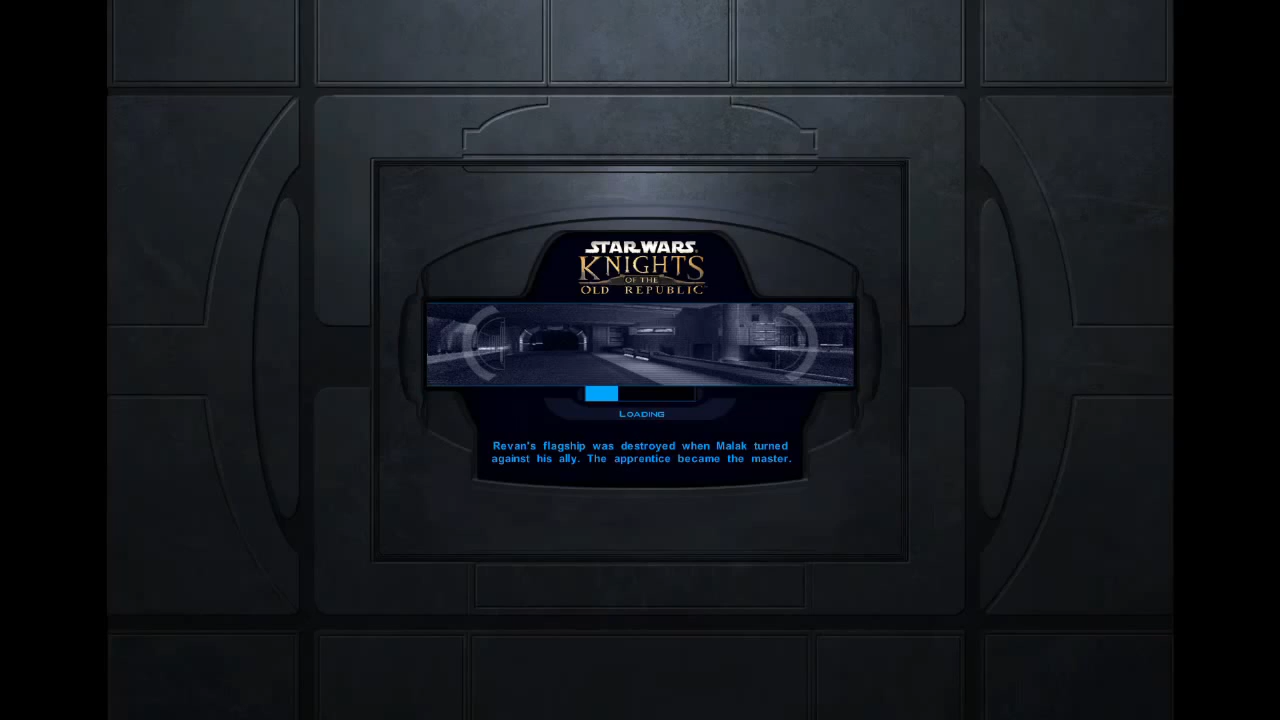 STAR WARS
KNIGHTS
OF THE
OLD REPUBLIC™
LOADING
Revan's flagship was destroyed when Malak turned
against his ally. The apprentice became the master.